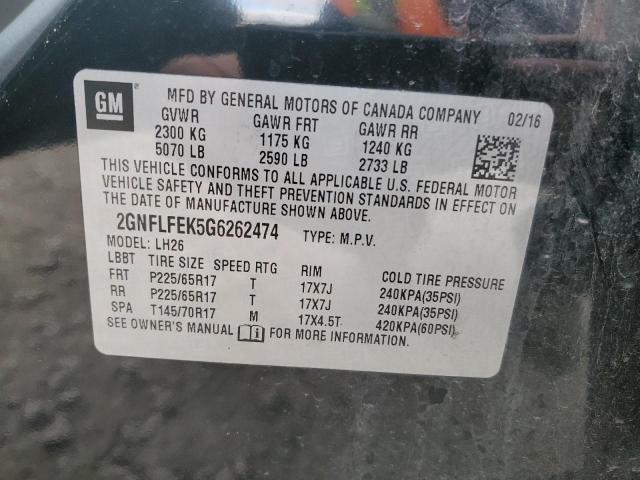 GM
MFD BY GENERAL MOTORS OF CANADA COMPANY 02/16
GVWR GAWR FRT GAWR RR
2300 KG 1175 KG 1240 KG
5070 LB 2590 LB 2733 LB
THIS VEHICLE CONFORMS TO ALL APPLICABLE U.S. FEDERAL MOTOR
VEHICLE SAFETY AND THEFT PREVENTION STANDARDS IN EFFECT ON
THE DATE OF MANUFACTURE SHOWN ABOVE.
2GNFLFEK5G6262474 TYPE: M.P.V.
MODEL: LH26
LBBT TIRE SIZE SPEED RTG RIM COLD TIRE PRESSURE
FRT P225/65R17 T 17X7J 240KPA(35PSI)
RR P225/65R17 T 17X7J 240KPA(35PSI)
SPA T145/70R17 M 17X4.5T 420KPA(60PSI)
SEE OWNER'S MANUAL FOR MORE INFORMATION.